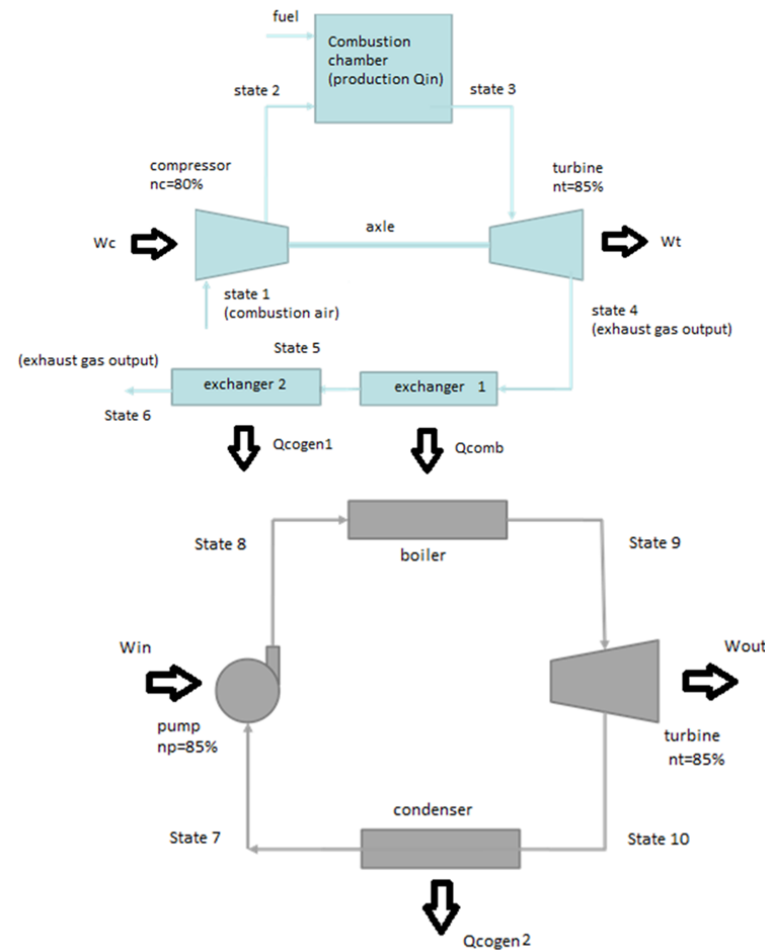 fuel
Combustion
chamber
(production Qin)
state 2
state 3
compressor
nc=80%
turbine
nt=85%
axle
Wc
Wt
state 1
(combustion air)
state 4
(exhaust gas output)
State 5
(exhaust gas output)
exchanger 2
exchanger 1
State 6
Qcogen1
Qcomb
State 8
boiler
State 9
Win
Wout
pump
np=85%
turbine
nt=85%
condenser
State 7
State 10
Qcogen2